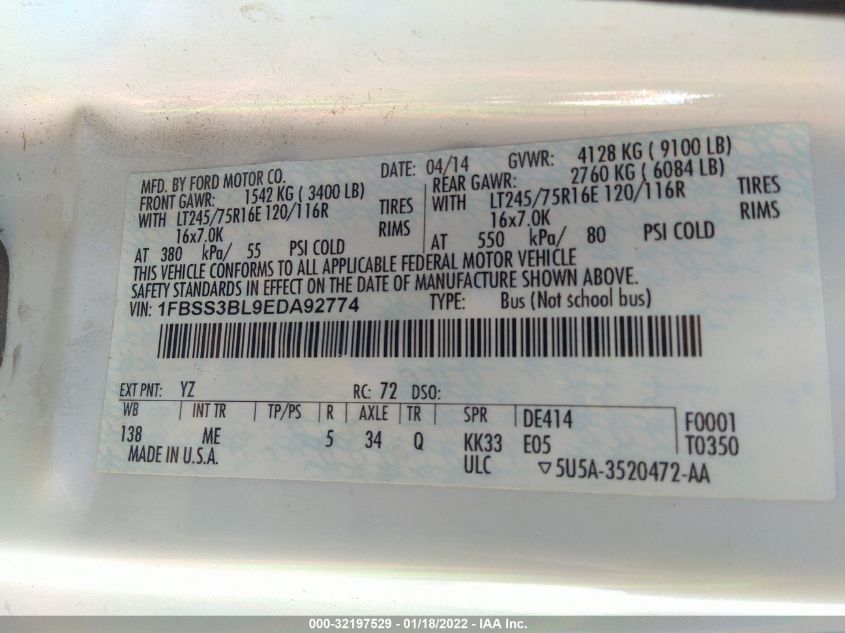 MFD. BY FORD MOTOR CO. DATE: 04/14 GVWR: 4128 KG ( 9100 LB)
FRONT GAWR: 1542 KG ( 3400 LB) REAR GAWR: 2760 KG ( 6084 LB)
WITH LT245/75R16E 120/116R TIRES WITH LT245/75R16E 120/116R TIRES
16x7.0K RIMS 16x7.0K RIMS
AT 380 kPa/ 55 PSI COLD AT 550 kPa/ 80 PSI COLD
THIS VEHICLE CONFORMS TO ALL APPLICABLE FEDERAL MOTOR VEHICLE
SAFETY STANDARDS IN EFFECT ON THE DATE OF MANUFACTURE SHOWN ABOVE.
VIN: 1FBSS3BL9EDA92774 TYPE: Bus (Not school bus)
EXT PNT: YZ RC: 72 DSO:
WB INT TR TP/PS R AXLE TR SPR DE414 F0001
138 ME 5 34 Q KK33 E05 T0350
MADE IN U.S.A. ULC ▽5U5A-3520472-AA
000-32197529 - 01/18/2022 - IAA Inc.